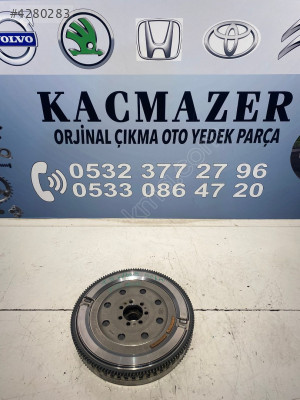 #4280283
VOLVO
KACMAZER
ORJİNAL ÇIKMA OTO YEDEK PARÇA
0532 377 27 96
0533 086 47 20